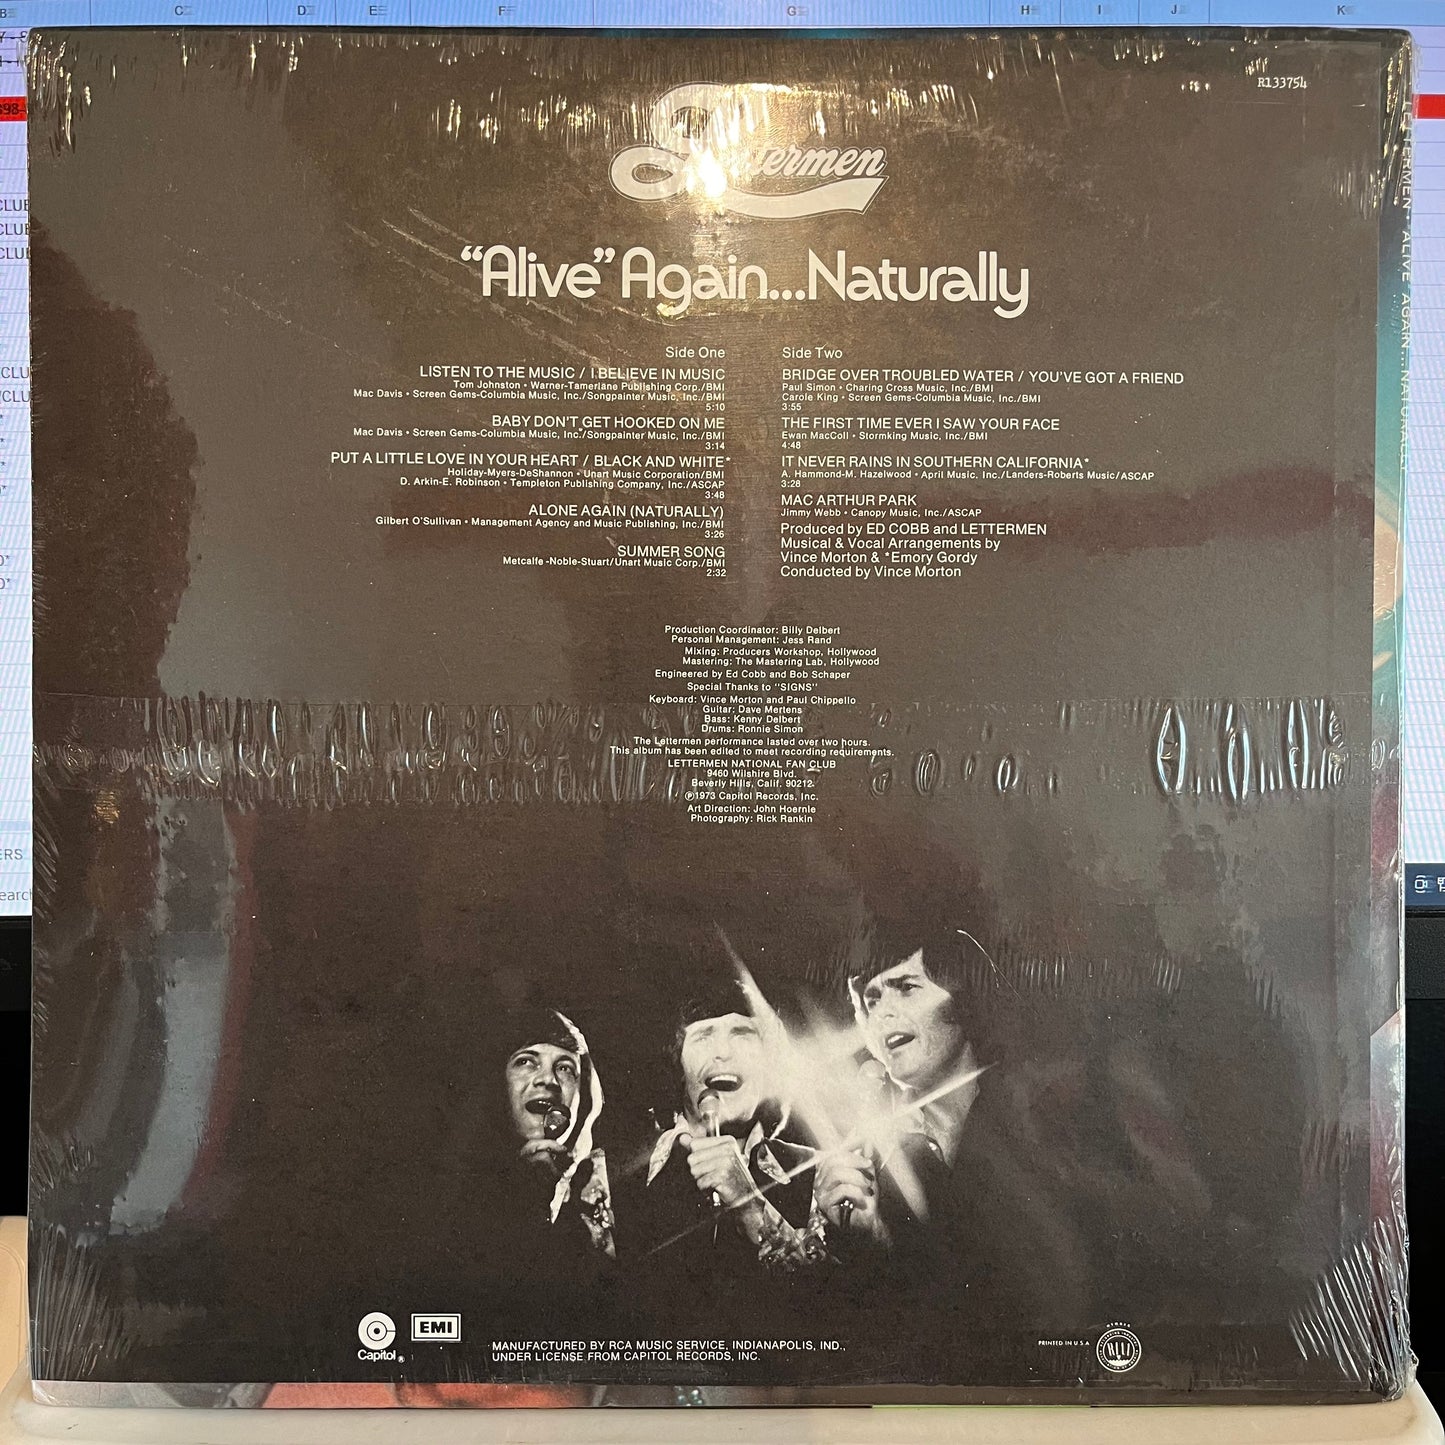 B
C
D
E
F
G
H
I
J
K
R133754
Lettermen
“Alive” Again...Naturally
Side One
LISTEN TO THE MUSIC / I BELIEVE IN MUSIC
Tom Johnston • Warner-Tamerlane Publishing Corp./BMI
Mac Davis • Screen Gems-Columbia Music, Inc./Songpainter Music, Inc./BMI
5:10
BABY DON'T GET HOOKED ON ME
Mac Davis • Screen Gems-Columbia Music, Inc./Songpainter Music, Inc./BMI
3:14
PUT A LITTLE LOVE IN YOUR HEART / BLACK AND WHITE*
Holiday-Myers-DeShannon • Unart Music Corporation/BMI
D. Arkin-E. Robinson • Templeton Publishing Company, Inc./ASCAP
3:48
ALONE AGAIN (NATURALLY)
Gilbert O'Sullivan • Management Agency and Music Publishing, Inc./BMI
3:26
SUMMER SONG
Metcalfe -Noble-Stuart/Unart Music Corp./BMI
2:32
Side Two
BRIDGE OVER TROUBLED WATER / YOU'VE GOT A FRIEND
Paul Simon • Charing Cross Music, Inc./BMI
Carole King • Screen Gems-Columbia Music, Inc./BMI
3:55
THE FIRST TIME EVER I SAW YOUR FACE
Ewan MacColl • Stormking Music, Inc./BMI
4:48
IT NEVER RAINS IN SOUTHERN CALIFORNIA*
A. Hammond-M. Hazelwood • April Music, Inc./Landers-Roberts Music/ASCAP
3:28
MAC ARTHUR PARK
Jimmy Webb • Canopy Music, Inc./ASCAP
Produced by ED COBB and LETTERMEN
Musical & Vocal Arrangements by
Vince Morton & *Emory Gordy
Conducted by Vince Morton
Production Coordinator: Billy Delbert
Personal Management: Jess Rand
Mixing: Producers Workshop, Hollywood
Mastering: The Mastering Lab, Hollywood
Engineered by Ed Cobb and Bob Schaper
Special Thanks to "SIGNS"
Keyboard: Vince Morton and Paul Chippello
Guitar: Dave Mertens
Bass: Kenny Delbert
Drums: Ronnie Simon
The Lettermen performance lasted over two hours.
This album has been edited to meet recording requirements.
LETTERMEN NATIONAL FAN CLUB
9460 Wilshire Blvd.
Beverly Hills, Calif. 90212
℗1973 Capitol Records, Inc.
Art Direction: John Hoernle
Photography: Rick Rankin
Capitol®
EMI
MANUFACTURED BY RCA MUSIC SERVICE, INDIANAPOLIS, IND.,
UNDER LICENSE FROM CAPITOL RECORDS, INC.
PRINTED IN U.S.A
LETTERMEN · "ALIVE" AGAIN...NATURALLY